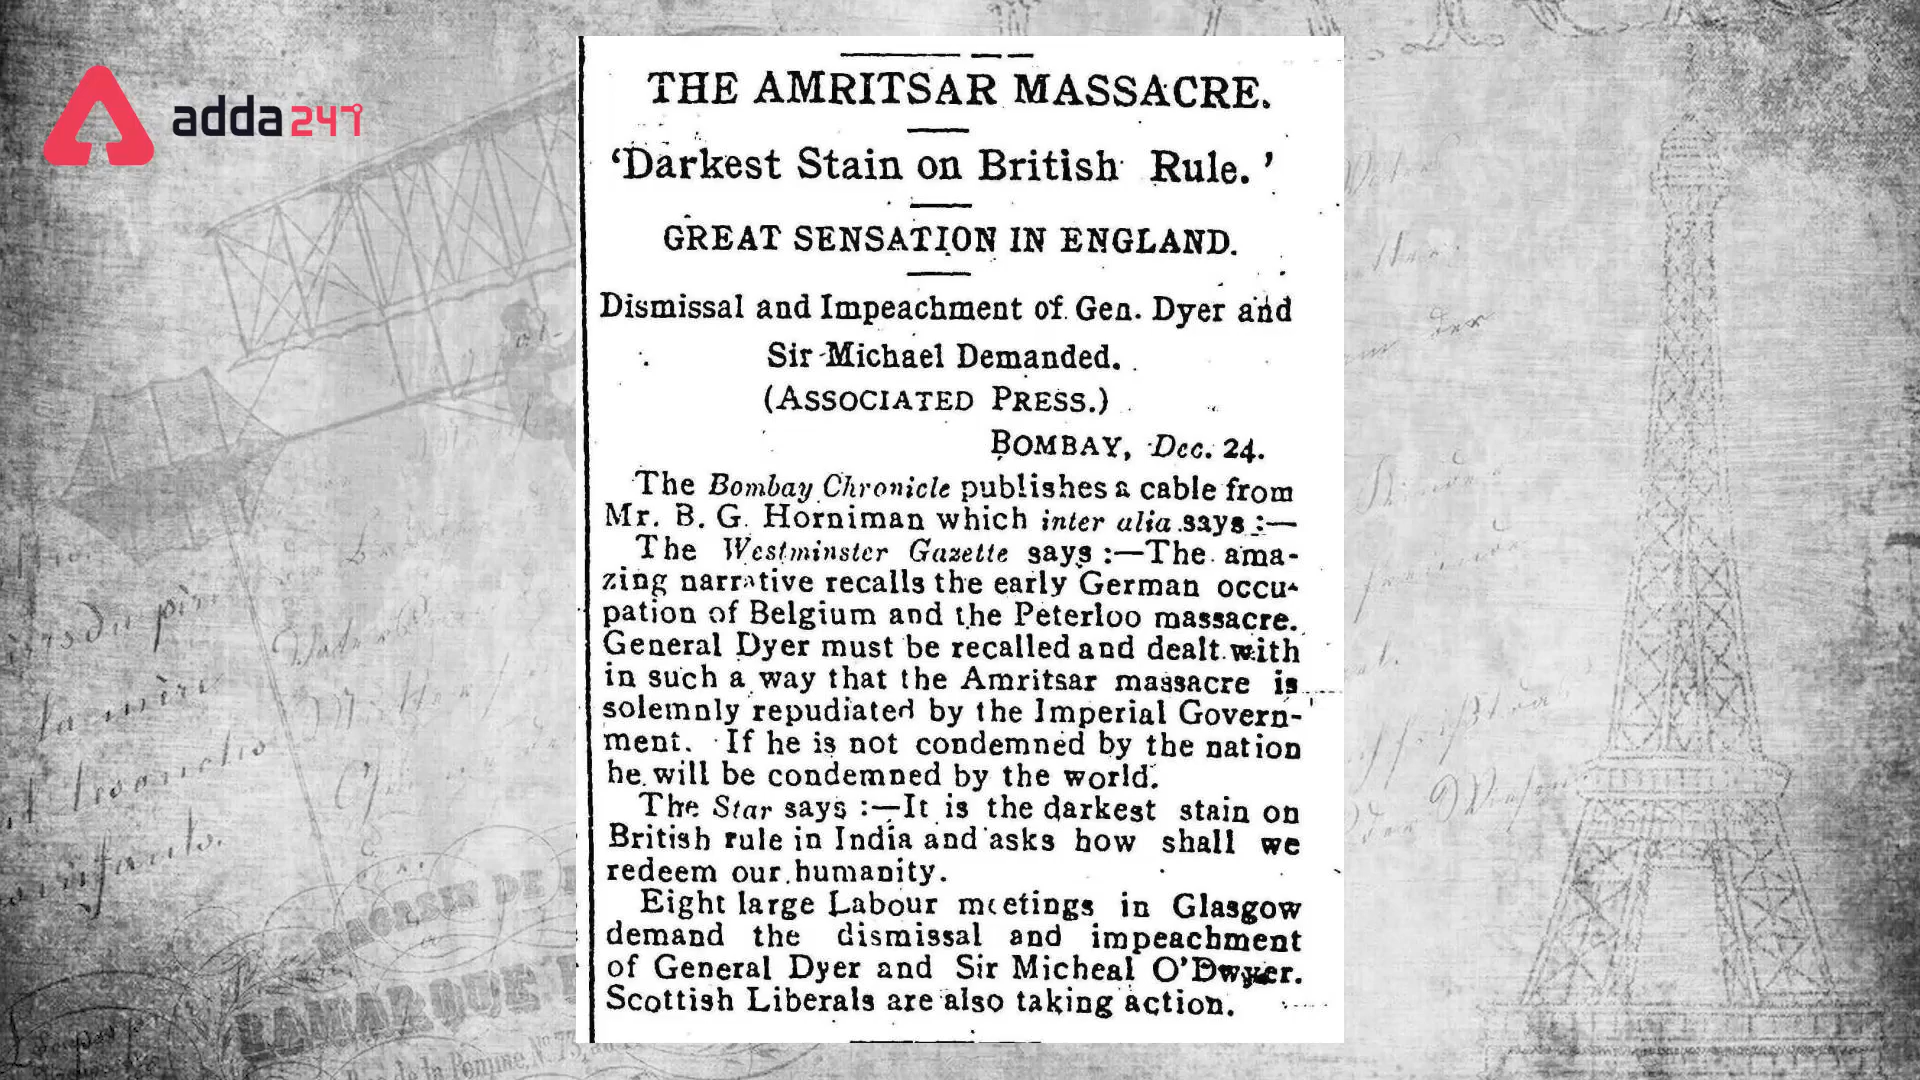 adda247
THE AMRITSAR MASSACRE.
'Darkest Stain on British Rule.'
GREAT SENSATION IN ENGLAND.
Dismissal and Impeachment of Gen. Dyer and
Sir Michael Demanded.
(ASSOCIATED PRESS.)
BOMBAY, Dec. 24.
The Bombay Chronicle publishes a cable from
Mr. B. G. Horniman which inter alia says :—
The Westminster Gazette says :—The ama-
zing narrative recalls the early German occu-
pation of Belgium and the Peterloo massacre.
General Dyer must be recalled and dealt with
in such a way that the Amritsar massacre is
solemnly repudiated by the Imperial Govern-
ment. If he is not condemned by the nation
he will be condemned by the world.
The Star says :—It is the darkest stain on
British rule in India and asks how shall we
redeem our humanity.
Eight large Labour meetings in Glasgow
demand the dismissal and impeachment
of General Dyer and Sir Micheal O'Dwyer.
Scottish Liberals are also taking action.